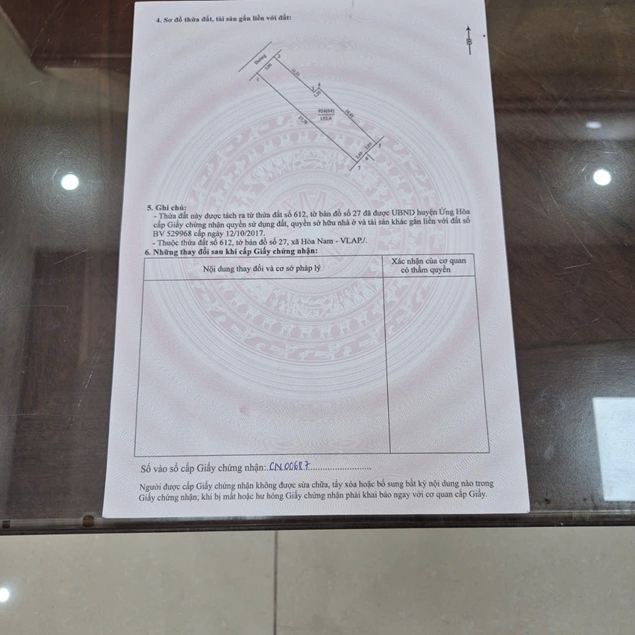 4. Sơ đồ thửa đất, tài sản gắn liền với đất:
Đường
5. Ghi chú:
- Thửa đất này được tách ra từ thửa đất số 612, tờ bản đồ số 27 đã được UBND huyện Ứng Hòa
cấp Giấy chứng nhận quyền sử dụng đất, quyền sở hữu nhà ở và tài sản khác gắn liền với đất số
BV 529968 cấp ngày 12/10/2017.
- Thuộc thửa đất số 612, tờ bản đồ số 27, xã Hòa Nam - VLAP./.
6. Những thay đổi sau khi cấp Giấy chứng nhận:
Nội dung thay đổi và cơ sở pháp lý
Xác nhận của cơ quan
có thẩm quyền
Số vào sổ cấp Giấy chứng nhận: CN00687
Người được cấp Giấy chứng nhận không được sửa chữa, tẩy xóa hoặc bổ sung bất kỳ nội dung nào trong
Giấy chứng nhận; khi bị mất hoặc hư hỏng Giấy chứng nhận phải khai báo ngay với cơ quan cấp Giấy.